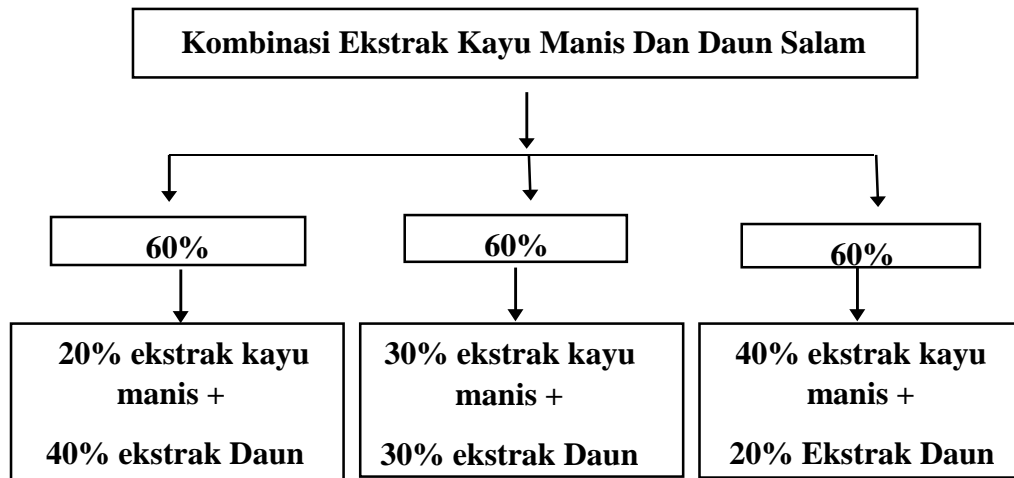 Kombinasi Ekstrak Kayu Manis Dan Daun Salam
60%
60%
60%
20% ekstrak kayu
manis +
40% ekstrak Daun
30% ekstrak kayu
manis +
30% ekstrak Daun
40% ekstrak kayu
manis +
20% Ekstrak Daun